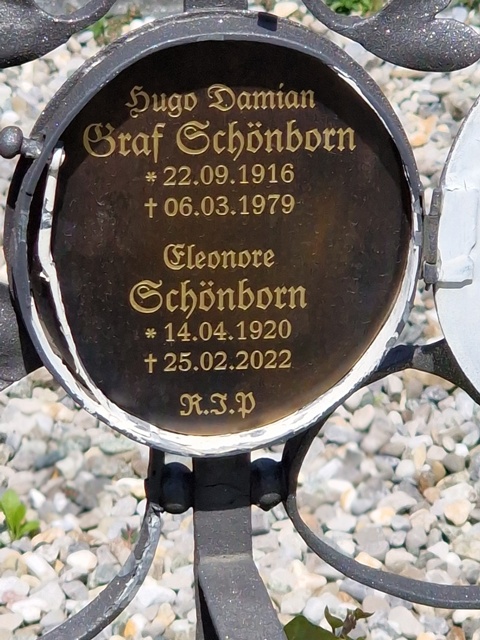 Hugo Damian
Graf Schönborn
* 22.09.1916
† 06.03.1979
Eleonore
Schönborn
* 14.04.1920
† 25.02.2022
R.I.P